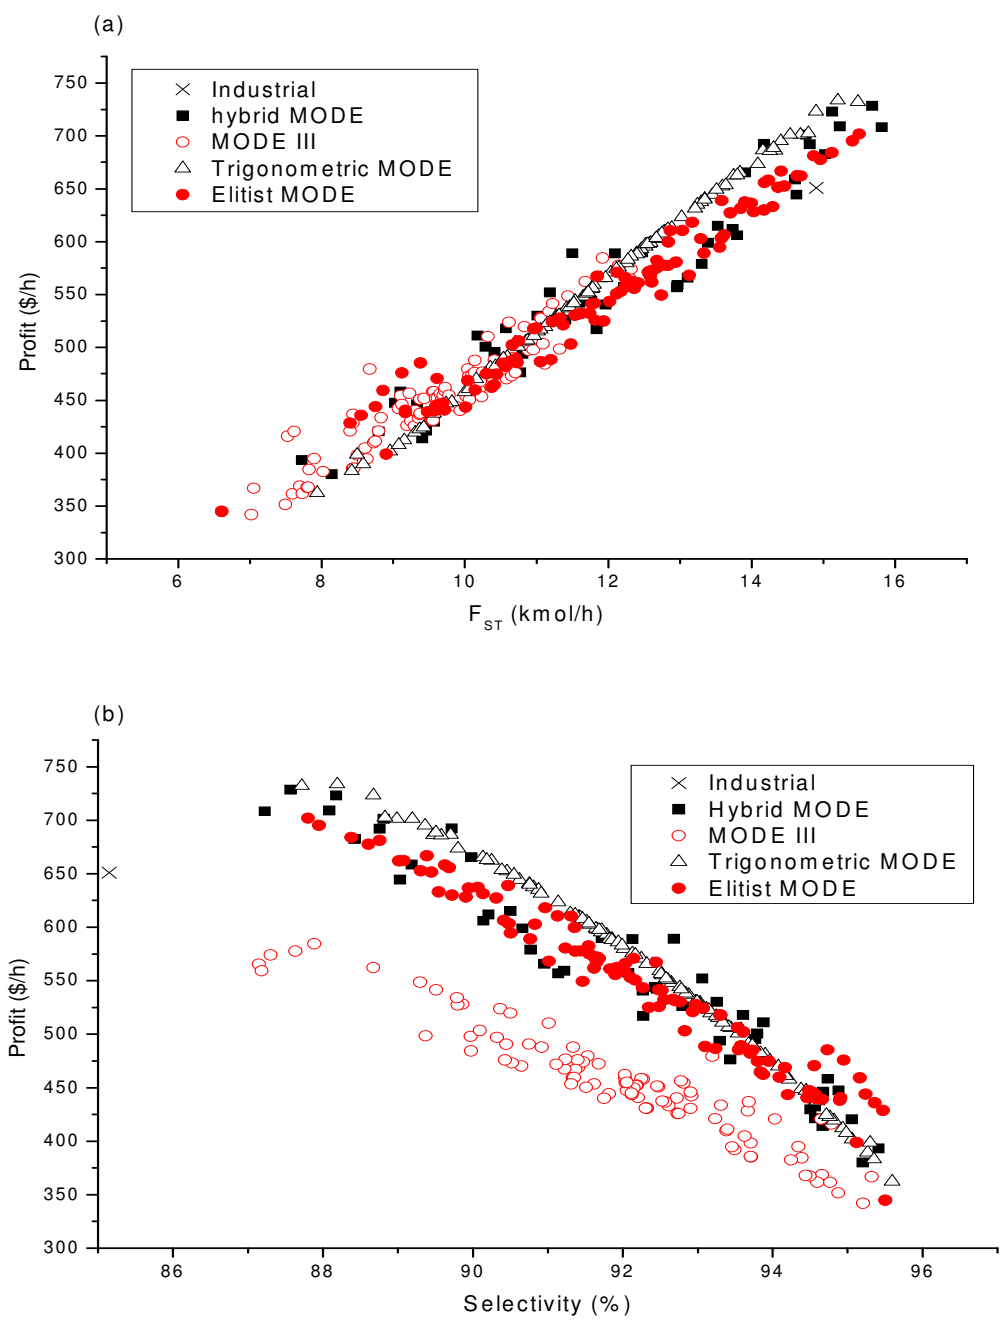 (a)
750
700
650
600
550
500
450
400
350
300
Profit ($/h)
Industrial
hybrid MODE
MODE III
Trigonometric MODE
Elitist MODE
6 8 10 12 14 16
F_ST (kmol/h)
(b)
750
700
650
600
550
500
450
400
350
300
Profit ($/h)
Industrial
Hybrid MODE
MODE III
Trigonometric MODE
Elitist MODE
86 88 90 92 94 96
Selectivity (%)